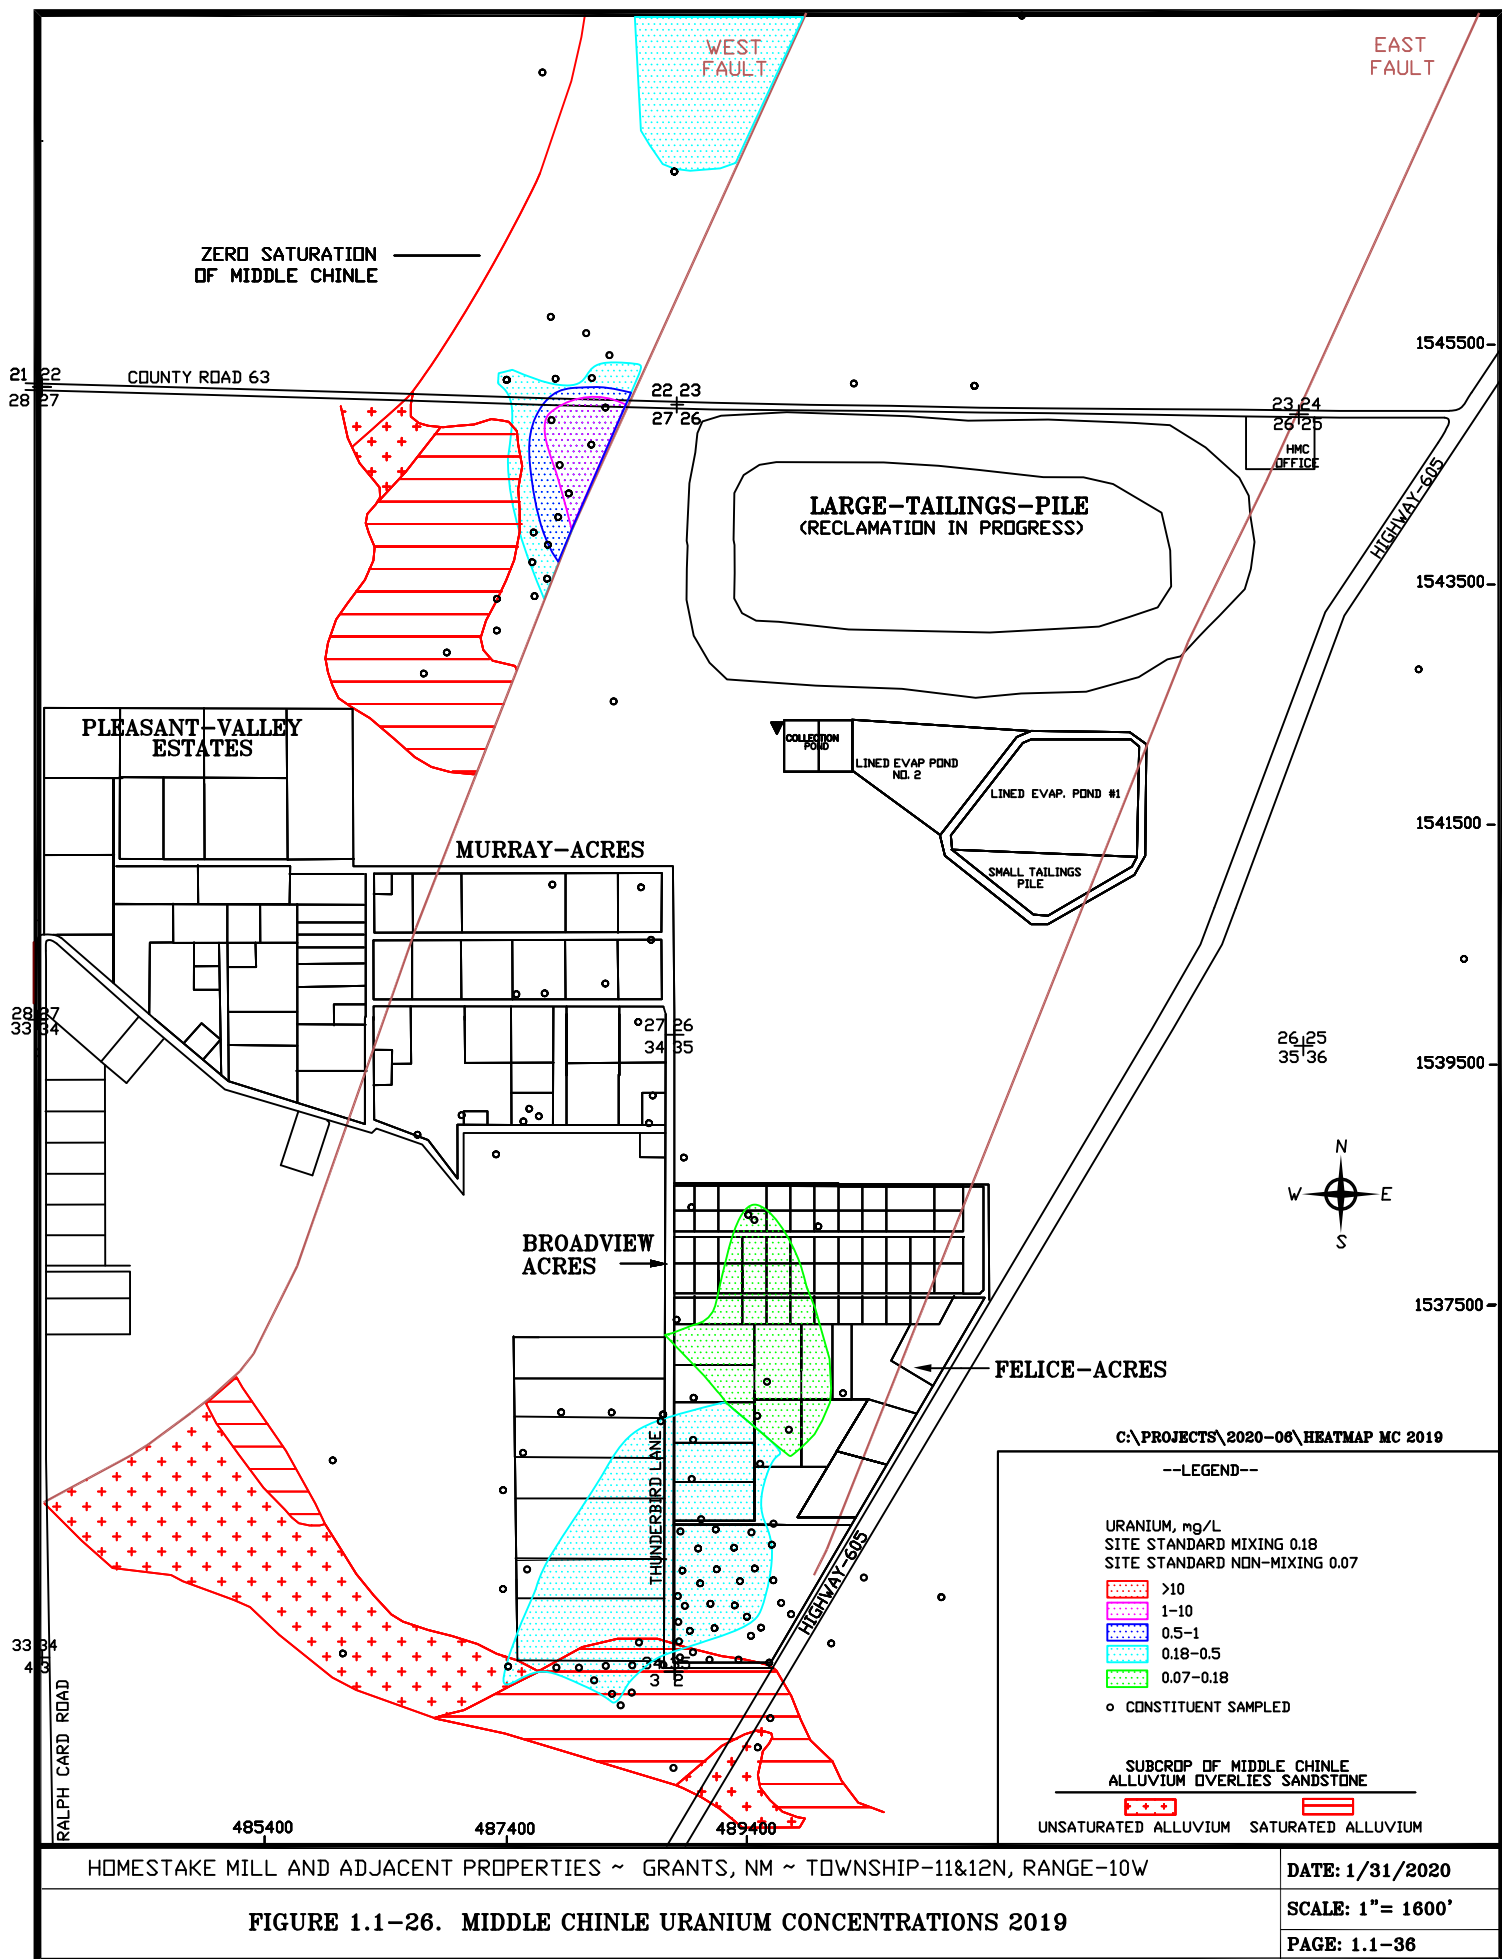 WEST
FAULT
EAST
FAULT
ZERO SATURATION
OF MIDDLE CHINLE
1545500
21 22
28 27
COUNTY ROAD 63
22 23
27 26
23 24
26 25
HMC
OFFICE
LARGE-TAILINGS-PILE
(RECLAMATION IN PROGRESS)
HIGHWAY-605
1543500
PLEASANT-VALLEY
ESTATES
COLLECTION
POND
LINED EVAP POND
NO. 2
LINED EVAP. POND #1
SMALL TAILINGS
PILE
1541500
MURRAY-ACRES
28 27
33 34
27 26
34 35
26 25
35 36
1539500
N
W E
S
BROADVIEW
ACRES
1537500
FELICE-ACRES
THUNDERBIRD LANE
HIGHWAY-605
C:\PROJECTS\2020-06\HEATMAP MC 2019
--LEGEND--
URANIUM, mg/L
SITE STANDARD MIXING 0.18
SITE STANDARD NON-MIXING 0.07
>10
1-10
0.5-1
0.18-0.5
0.07-0.18
CONSTITUENT SAMPLED
SUBCROP OF MIDDLE CHINLE
ALLUVIUM OVERLIES SANDSTONE
UNSATURATED ALLUVIUM SATURATED ALLUVIUM
33 34
4 3
3 2
RALPH CARD ROAD
485400
487400
489400
HOMESTAKE MILL AND ADJACENT PROPERTIES ~ GRANTS, NM ~ TOWNSHIP-11&12N, RANGE-10W
DATE: 1/31/2020
FIGURE 1.1-26. MIDDLE CHINLE URANIUM CONCENTRATIONS 2019
SCALE: 1"= 1600'
PAGE: 1.1-36